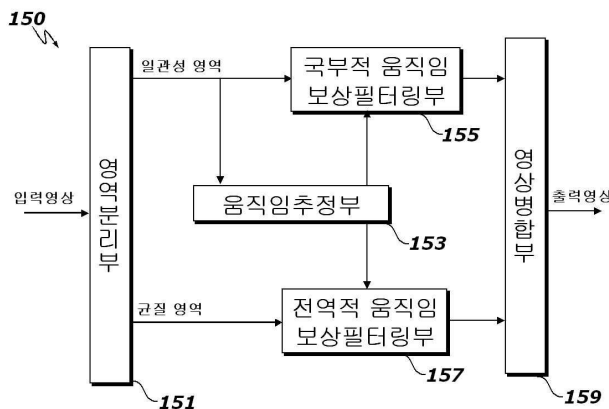 150
일관성 영역
국부적 움직임
보상필터링부
155
영역분리부
입력영상
움직임추정부
153
영상병합부
출력영상
균질 영역
전역적 움직임
보상필터링부
157
151
159